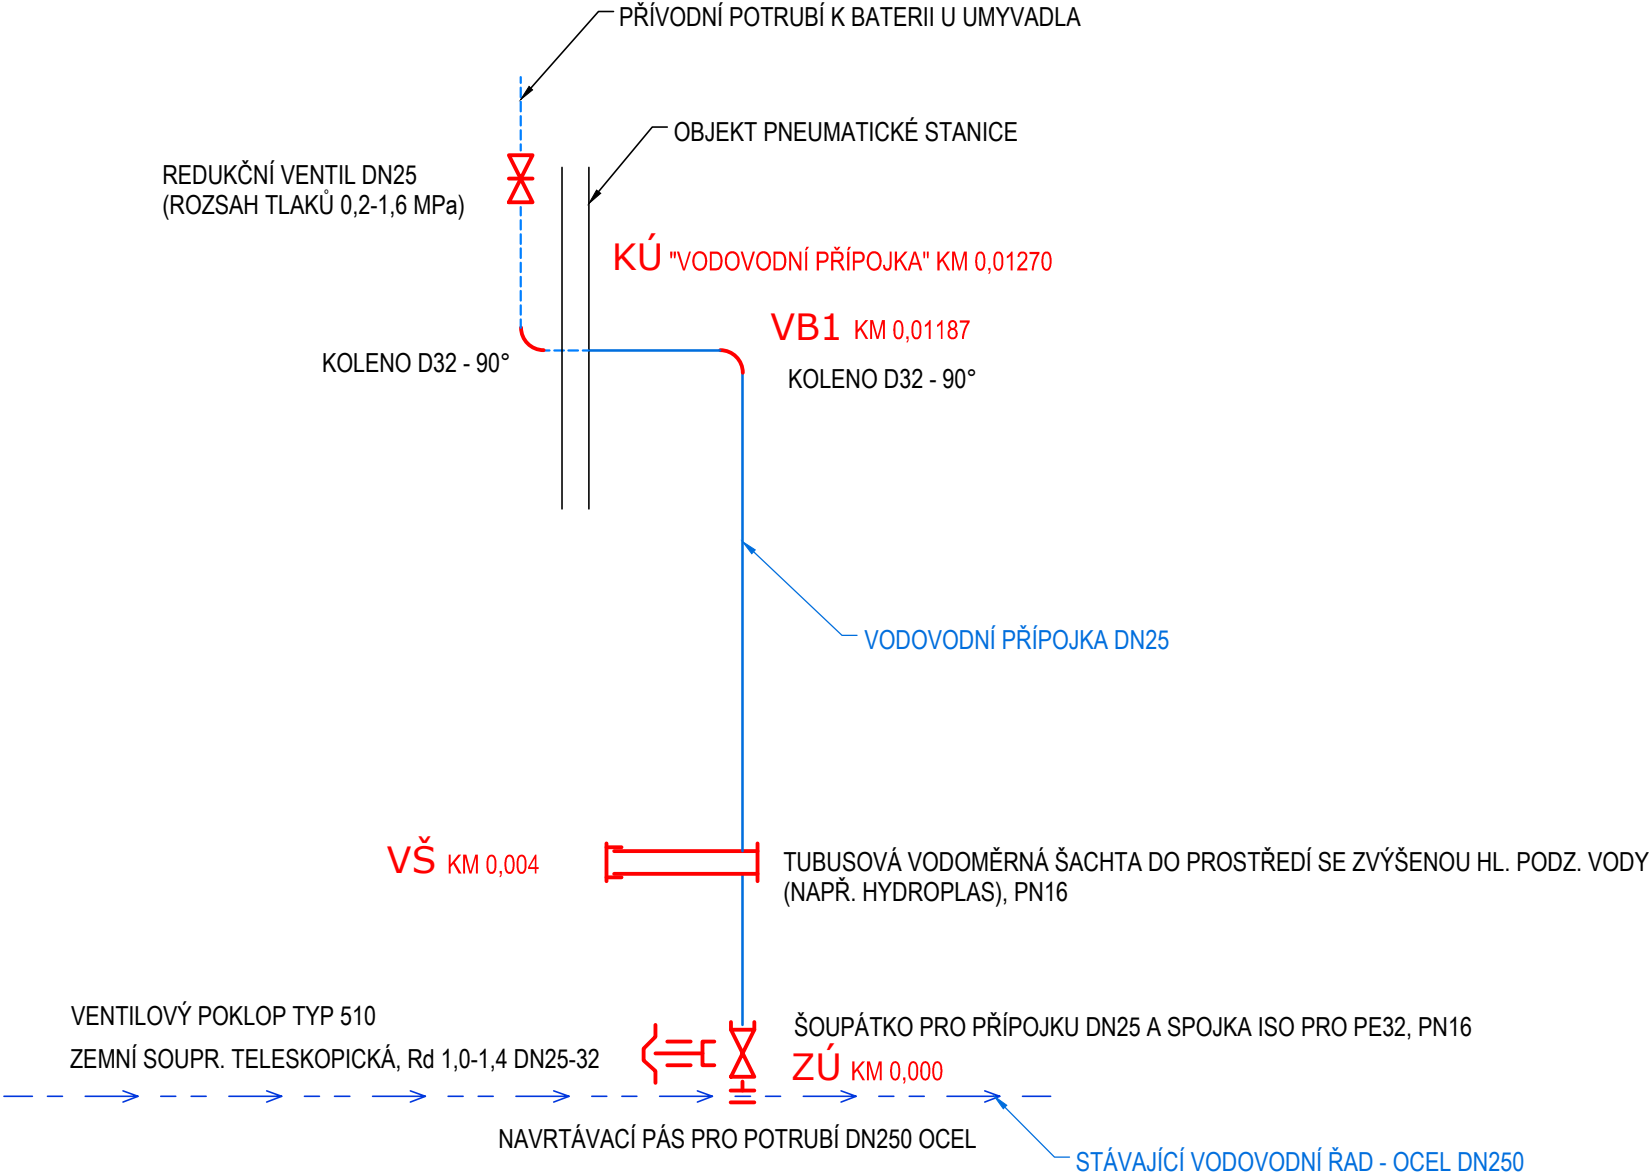 PŘÍVODNÍ POTRUBÍ K BATERII U UMYVADLA
OBJEKT PNEUMATICKÉ STANICE
REDUKČNÍ VENTIL DN25
(ROZSAH TLAKŮ 0,2-1,6 MPa)
KÚ "VODOVODNÍ PŘÍPOJKA" KM 0,01270
VB1 KM 0,01187
KOLENO D32 - 90°
KOLENO D32 - 90°
VODOVODNÍ PŘÍPOJKA DN25
VŠ KM 0,004
TUBUSOVÁ VODOMĚRNÁ ŠACHTA DO PROSTŘEDÍ SE ZVÝŠENOU HL. PODZ. VODY
(NAPŘ. HYDROPLAS), PN16
VENTILOVÝ POKLOP TYP 510
ZEMNÍ SOUPR. TELESKOPICKÁ, Rd 1,0-1,4 DN25-32
ŠOUPÁTKO PRO PŘÍPOJKU DN25 A SPOJKA ISO PRO PE32, PN16
ZÚ KM 0,000
NAVRTÁVACÍ PÁS PRO POTRUBÍ DN250 OCEL
STÁVAJÍCÍ VODOVODNÍ ŘAD - OCEL DN250